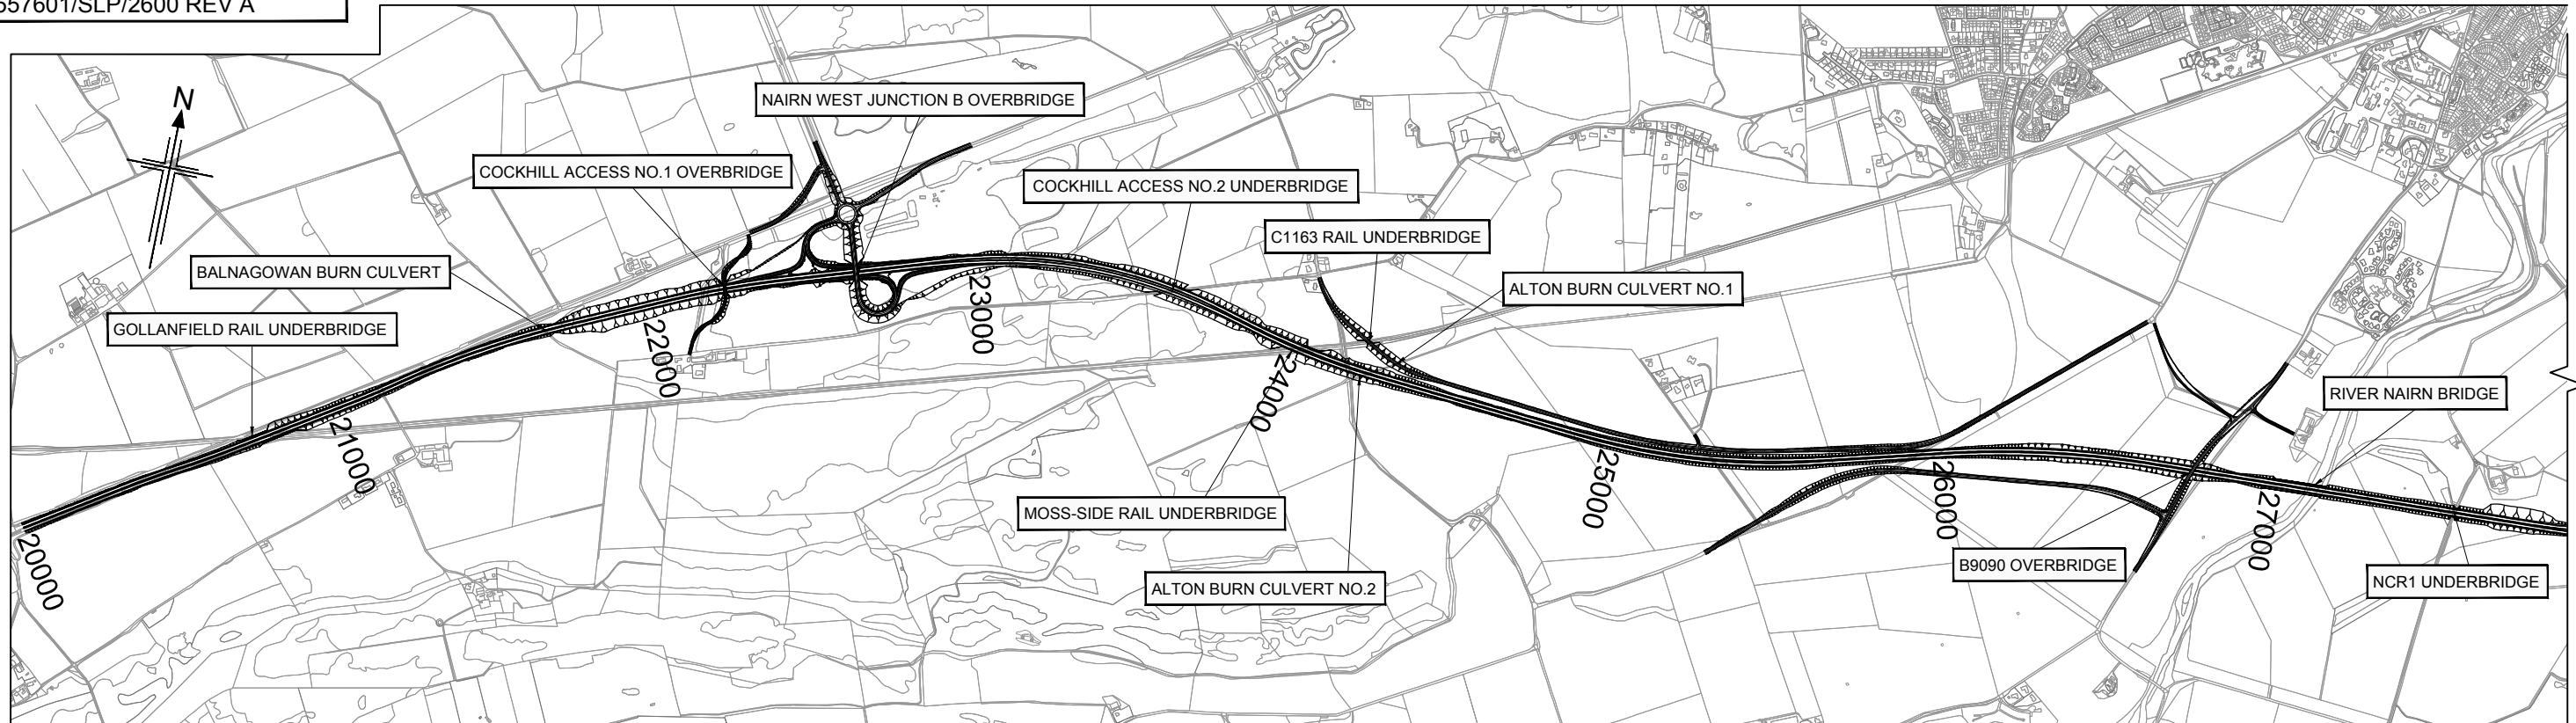 557601/SLP/2600 REV A
N
NAIRN WEST JUNCTION B OVERBRIDGE
COCKHILL ACCESS NO.1 OVERBRIDGE
COCKHILL ACCESS NO.2 UNDERBRIDGE
C1163 RAIL UNDERBRIDGE
BALNAGOWAN BURN CULVERT
ALTON BURN CULVERT NO.1
GOLLANFIELD RAIL UNDERBRIDGE
RIVER NAIRN BRIDGE
MOSS-SIDE RAIL UNDERBRIDGE
ALTON BURN CULVERT NO.2
B9090 OVERBRIDGE
NCR1 UNDERBRIDGE
20000
21000
22000
23000
24000
25000
26000
27000